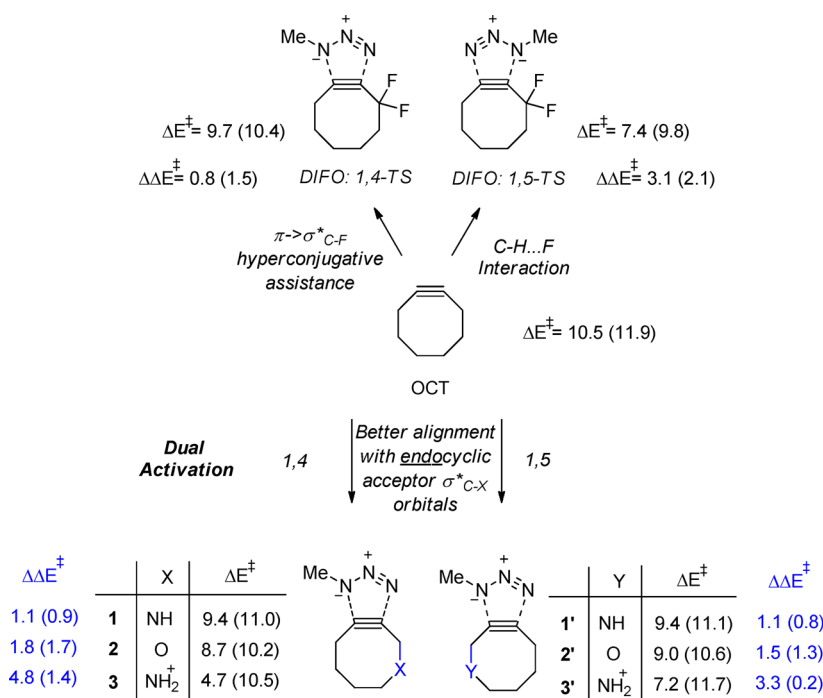 Me N N + N −
N + N N Me −
F F
F F
ΔE‡= 9.7 (10.4)
ΔE‡= 7.4 (9.8)
ΔΔE‡= 0.8 (1.5)
DIFO: 1,4-TS
DIFO: 1,5-TS
ΔΔE‡= 3.1 (2.1)
π->σ*C-F
hyperconjugative
assistance
C-H...F
Interaction
ΔE‡= 10.5 (11.9)
OCT
Dual
Activation
1,4
Better alignment
with endocyclic
acceptor σ*C-X
orbitals
1,5
Me N N + N −
X
Me N N + N −
Y
ΔΔE‡ X ΔE‡
1.1 (0.9) 1 NH 9.4 (11.0)
1.8 (1.7) 2 O 8.7 (10.2)
4.8 (1.4) 3 NH2+ 4.7 (10.5)
Y ΔE‡ ΔΔE‡
1' NH 9.4 (11.1) 1.1 (0.8)
2' O 9.0 (10.6) 1.5 (1.3)
3' NH2+ 7.2 (11.7) 3.3 (0.2)